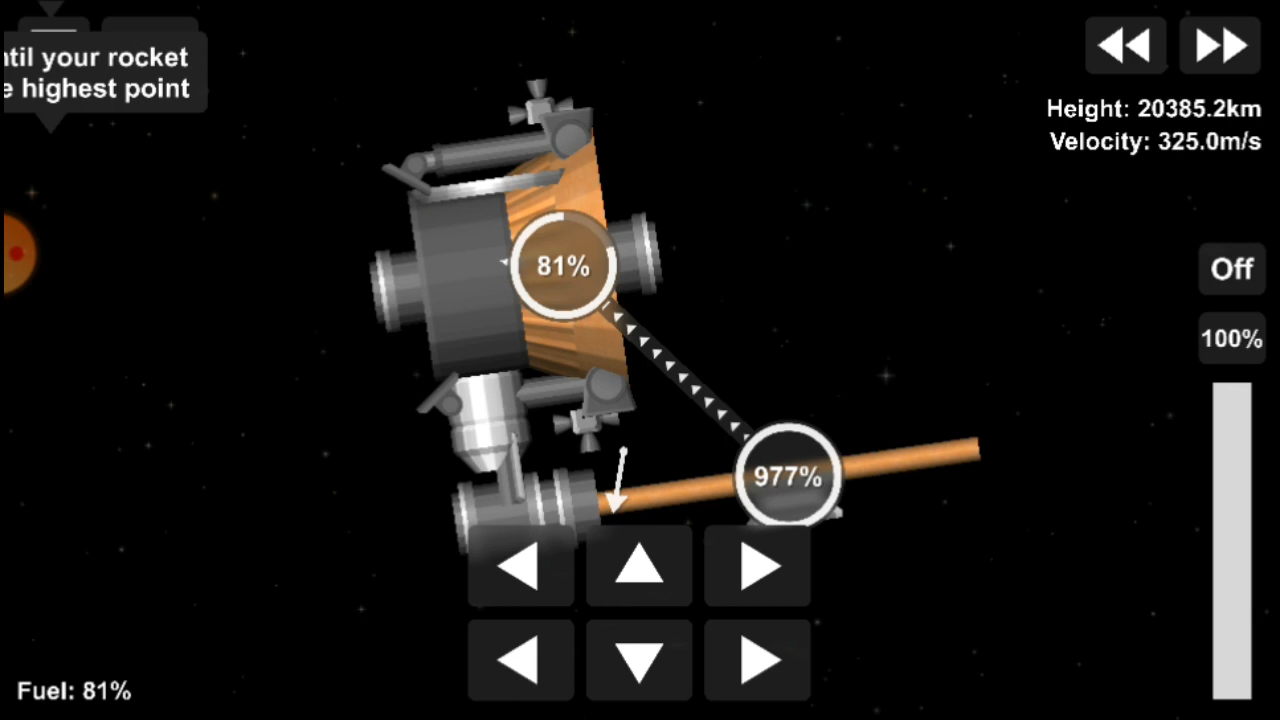 ntil your rocket
e highest point
Height: 20385.2km
Velocity: 325.0m/s
81%
Off
100%
977%
Fuel: 81%